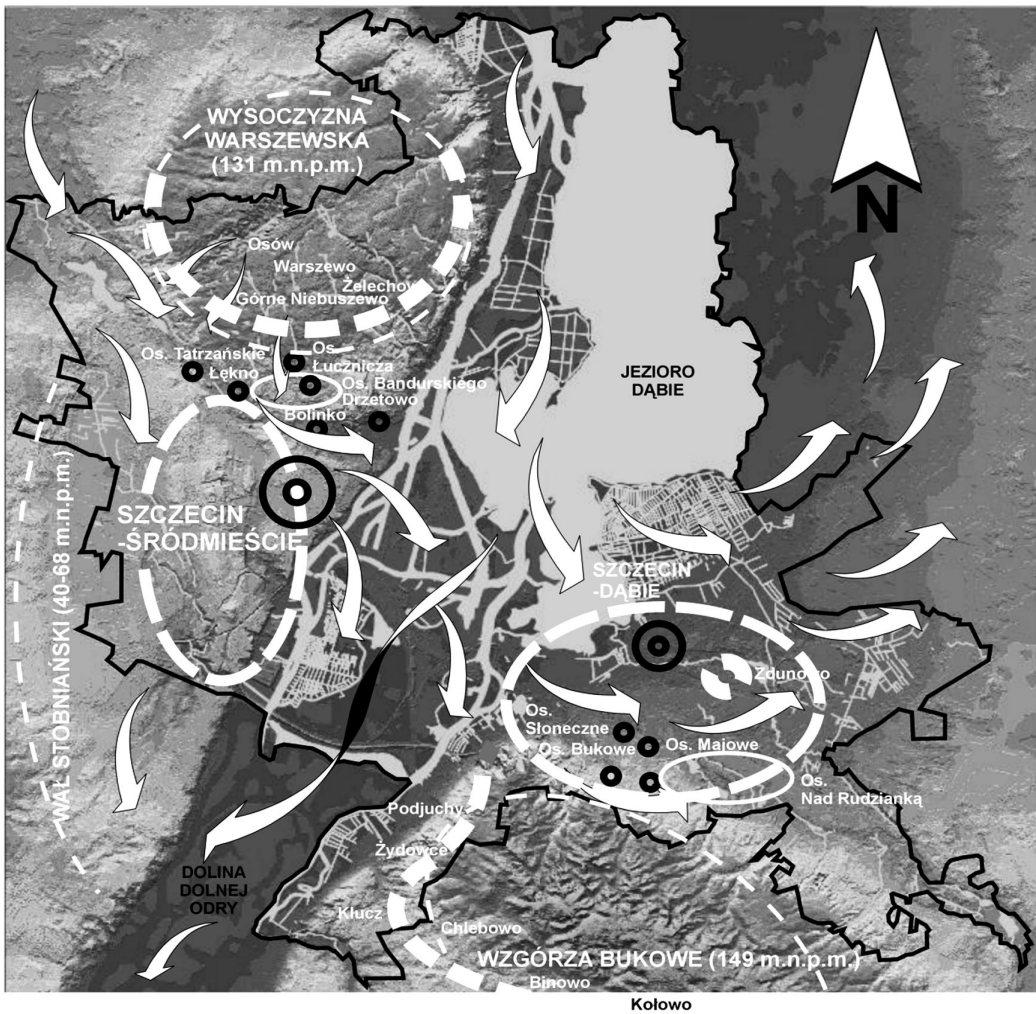 WYSOCZYZNA
WARSZEWSKA
(131 m.n.p.m.)
N
Osów
Warszewo
Żelechow
Górne Niebuszewo
Os. Tatrzańskie
Os.
Łucznicza
Łękno
Os. Bandurskiego
Drzetowo
Bolinko
JEZIORO
DĄBIE
WAŁ STOBNIAŃSKI (40-68 m.n.p.m.)
SZCZECIN
-ŚRÓDMIEŚCIE
SZCZECIN
-DĄBIE
Zdunowo
Os.
Słoneczne
Os. Majowe
Os. Bukowe
Os.
Nad Rudzianką
Podjuchy
Żydowce
DOLINA
DOLNEJ
ODRY
Klucz
Chlebowo
WZGÓRZA BUKOWE (149 m.n.p.m.)
Binowo
Kołowo